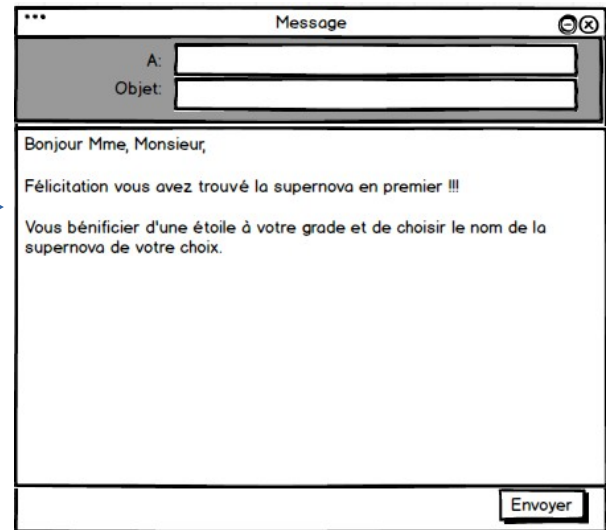 Message
A:
Objet:
Bonjour Mme, Monsieur,
Félicitation vous avez trouvé la supernova en premier !!!
Vous bénificier d'une étoile à votre grade et de choisir le nom de la
supernova de votre choix.
Envoyer